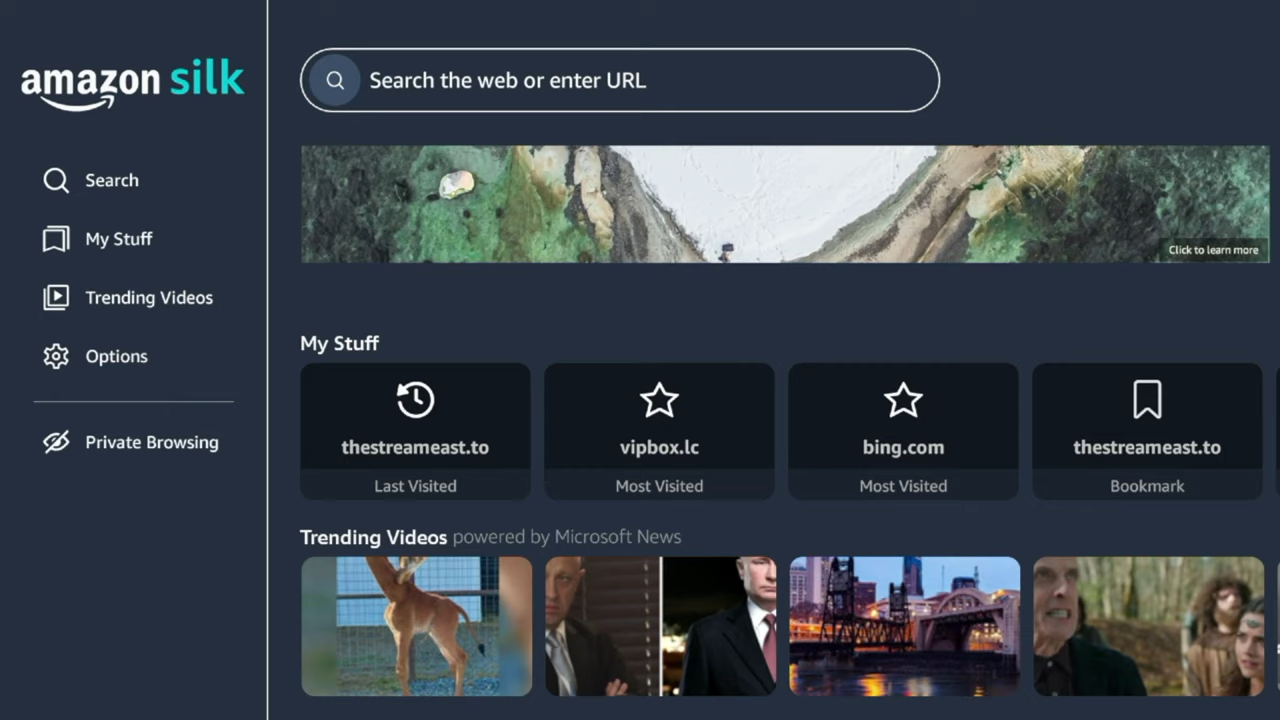 amazon silk
Search
My Stuff
Trending Videos
Options
Private Browsing
Search the web or enter URL
Click to learn more
My Stuff
thestreameast.to
Last Visited
vipbox.lc
Most Visited
bing.com
Most Visited
thestreameast.to
Bookmark
Trending Videos powered by Microsoft News